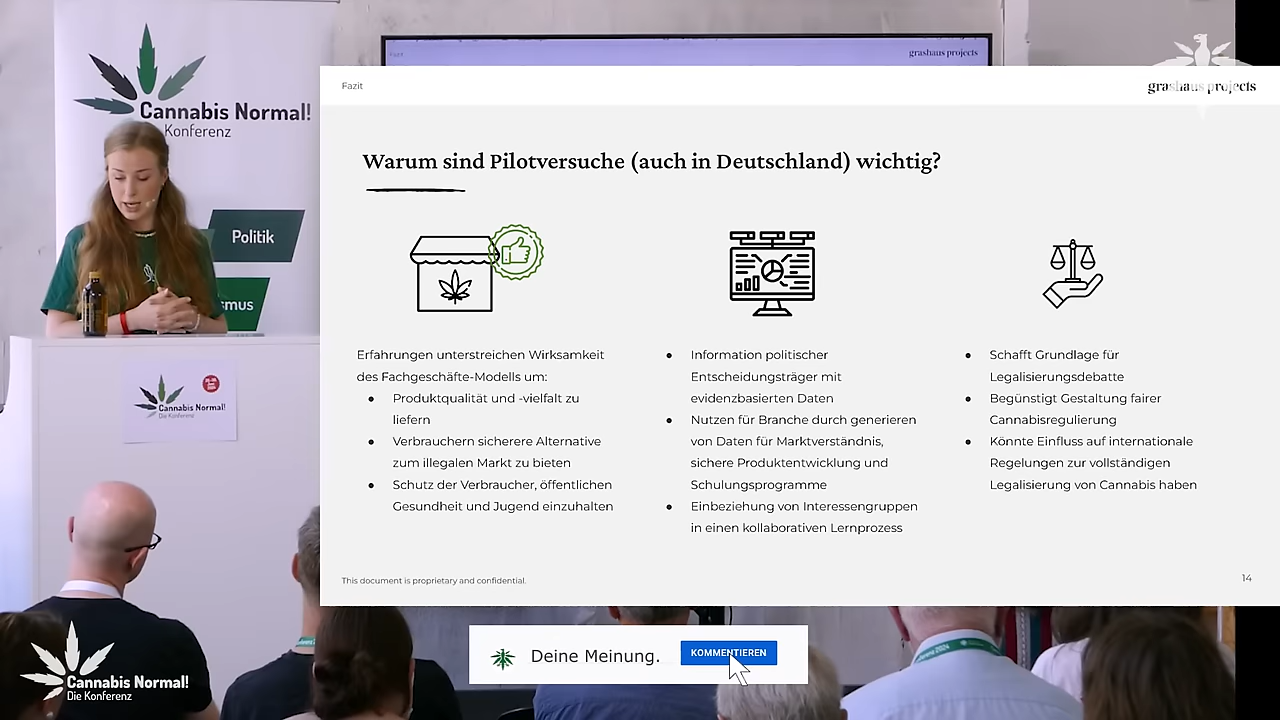 Cannabis Normal!
Konferenz
Politik
smus
Cannabis Normal!
Die Konferenz
grashaus projects
Fazit
grashaus projects
Warum sind Pilotversuche (auch in Deutschland) wichtig?
Erfahrungen unterstreichen Wirksamkeit
des Fachgeschäfte-Modells um:
● Produktqualität und -vielfalt zu
liefern
● Verbrauchern sicherere Alternative
zum illegalen Markt zu bieten
● Schutz der Verbraucher, öffentlichen
Gesundheit und Jugend einzuhalten
● Information politischer
Entscheidungsträger mit
evidenzbasierten Daten
● Nutzen für Branche durch generieren
von Daten für Marktverständnis,
sichere Produktentwicklung und
Schulungsprogramme
● Einbeziehung von Interessengruppen
in einen kollaborativen Lernprozess
● Schafft Grundlage für
Legalisierungsdebatte
● Begünstigt Gestaltung fairer
Cannabisregulierung
● Könnte Einfluss auf internationale
Regelungen zur vollständigen
Legalisierung von Cannabis haben
This document is proprietary and confidential.
14
Deine Meinung.
KOMMENTIEREN
Cannabis Normal!
Die Konferenz